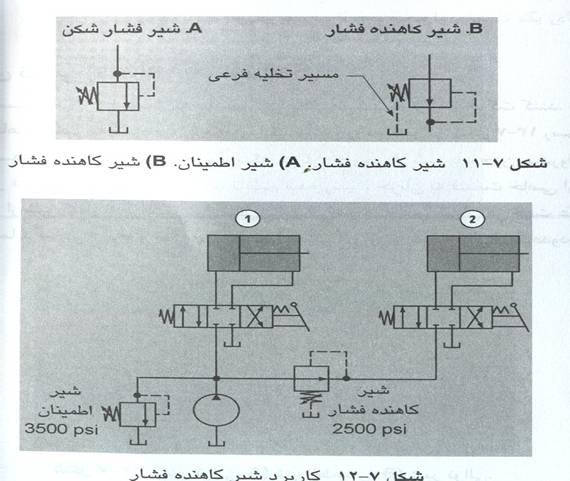 B. شیر کاهنده فشار
A. شیر فشار شکن
مسیر تخلیه فرعی
شکل ۷-۱۱ شیر کاهنده فشار. A) شیر اطمینان. B) شیر کاهنده فشار
1
2
شیر
اطمینان
3500 psi
شیر
کاهنده فشار
2500 psi
شکل ۷-۱۲ کاربرد شیر کاهنده فشار